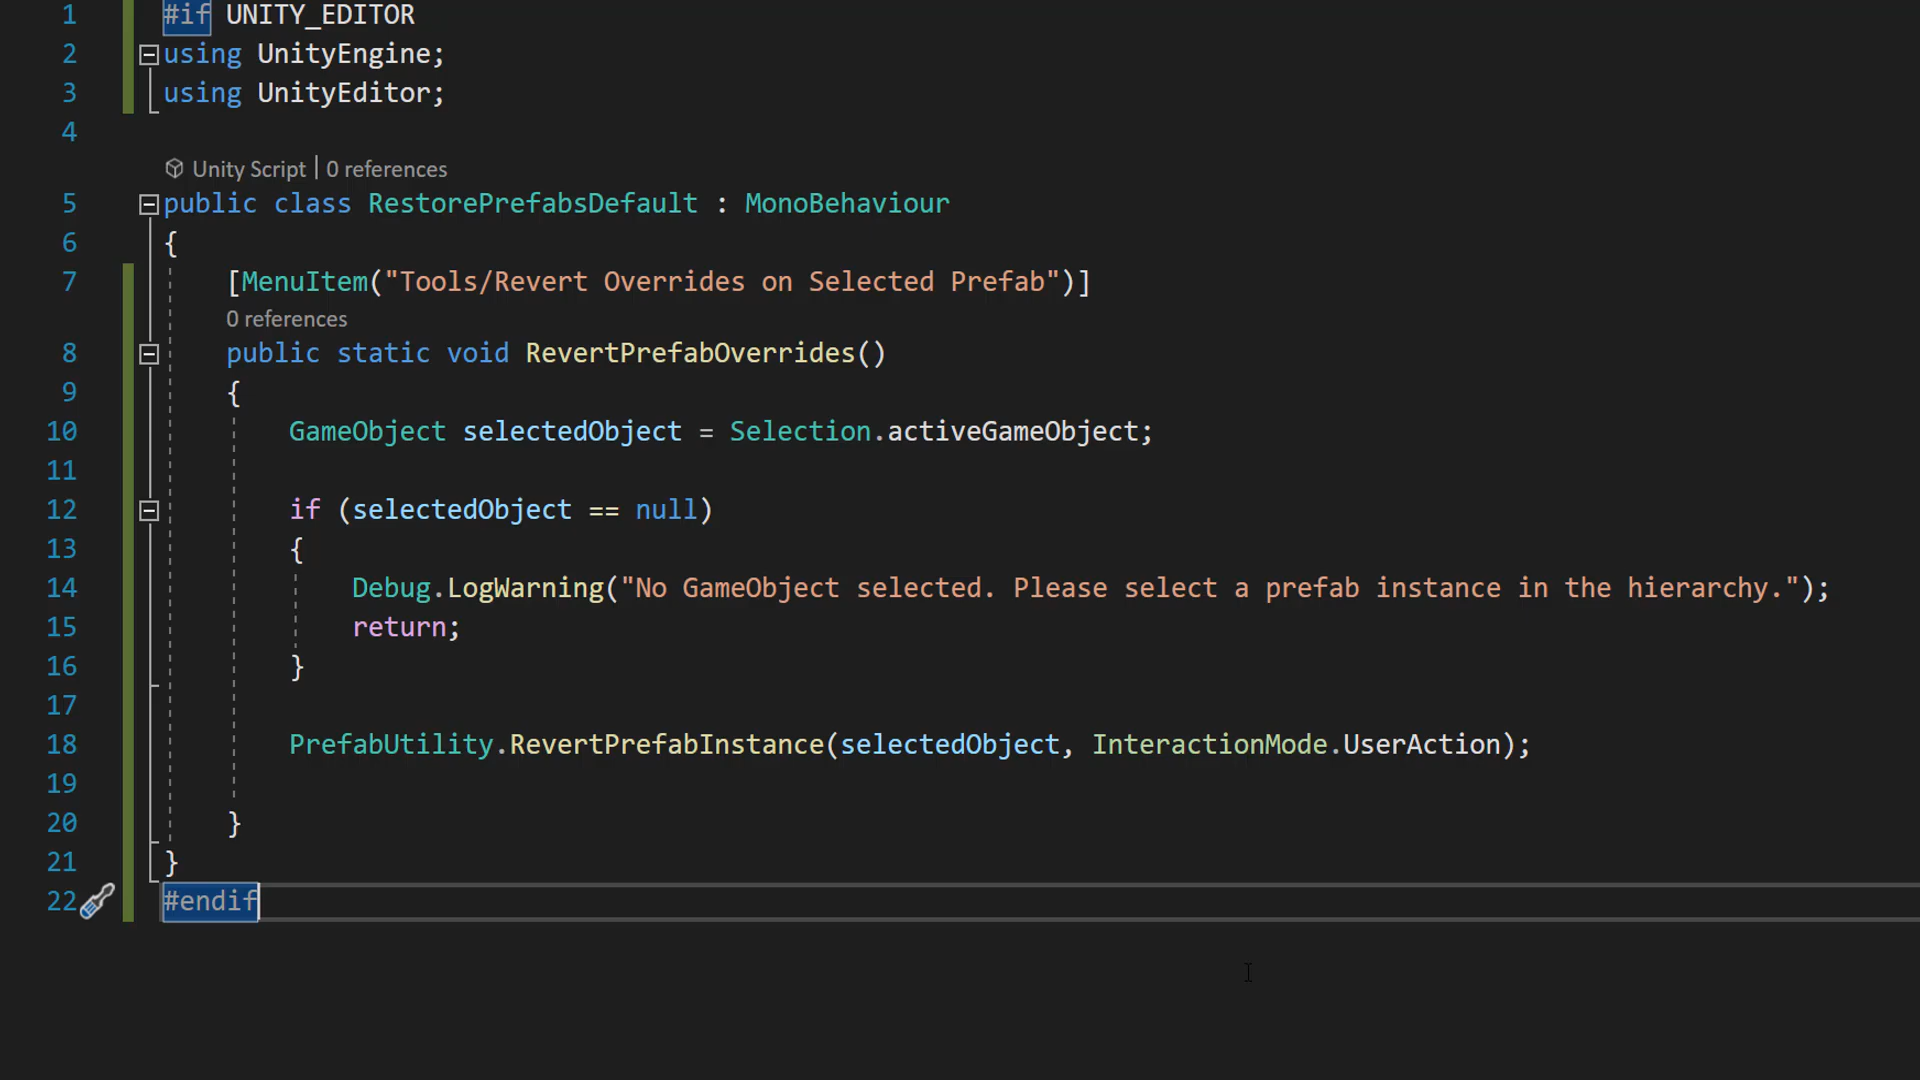 1 #if UNITY_EDITOR
2 using UnityEngine;
3 using UnityEditor;
4
Unity Script | 0 references
5 public class RestorePrefabsDefault : MonoBehaviour
6 {
7 [MenuItem("Tools/Revert Overrides on Selected Prefab")]
0 references
8 public static void RevertPrefabOverrides()
9 {
10 GameObject selectedObject = Selection.activeGameObject;
11
12 if (selectedObject == null)
13 {
14 Debug.LogWarning("No GameObject selected. Please select a prefab instance in the hierarchy.");
15 return;
16 }
17
18 PrefabUtility.RevertPrefabInstance(selectedObject, InteractionMode.UserAction);
19
20 }
21 }
22 #endif